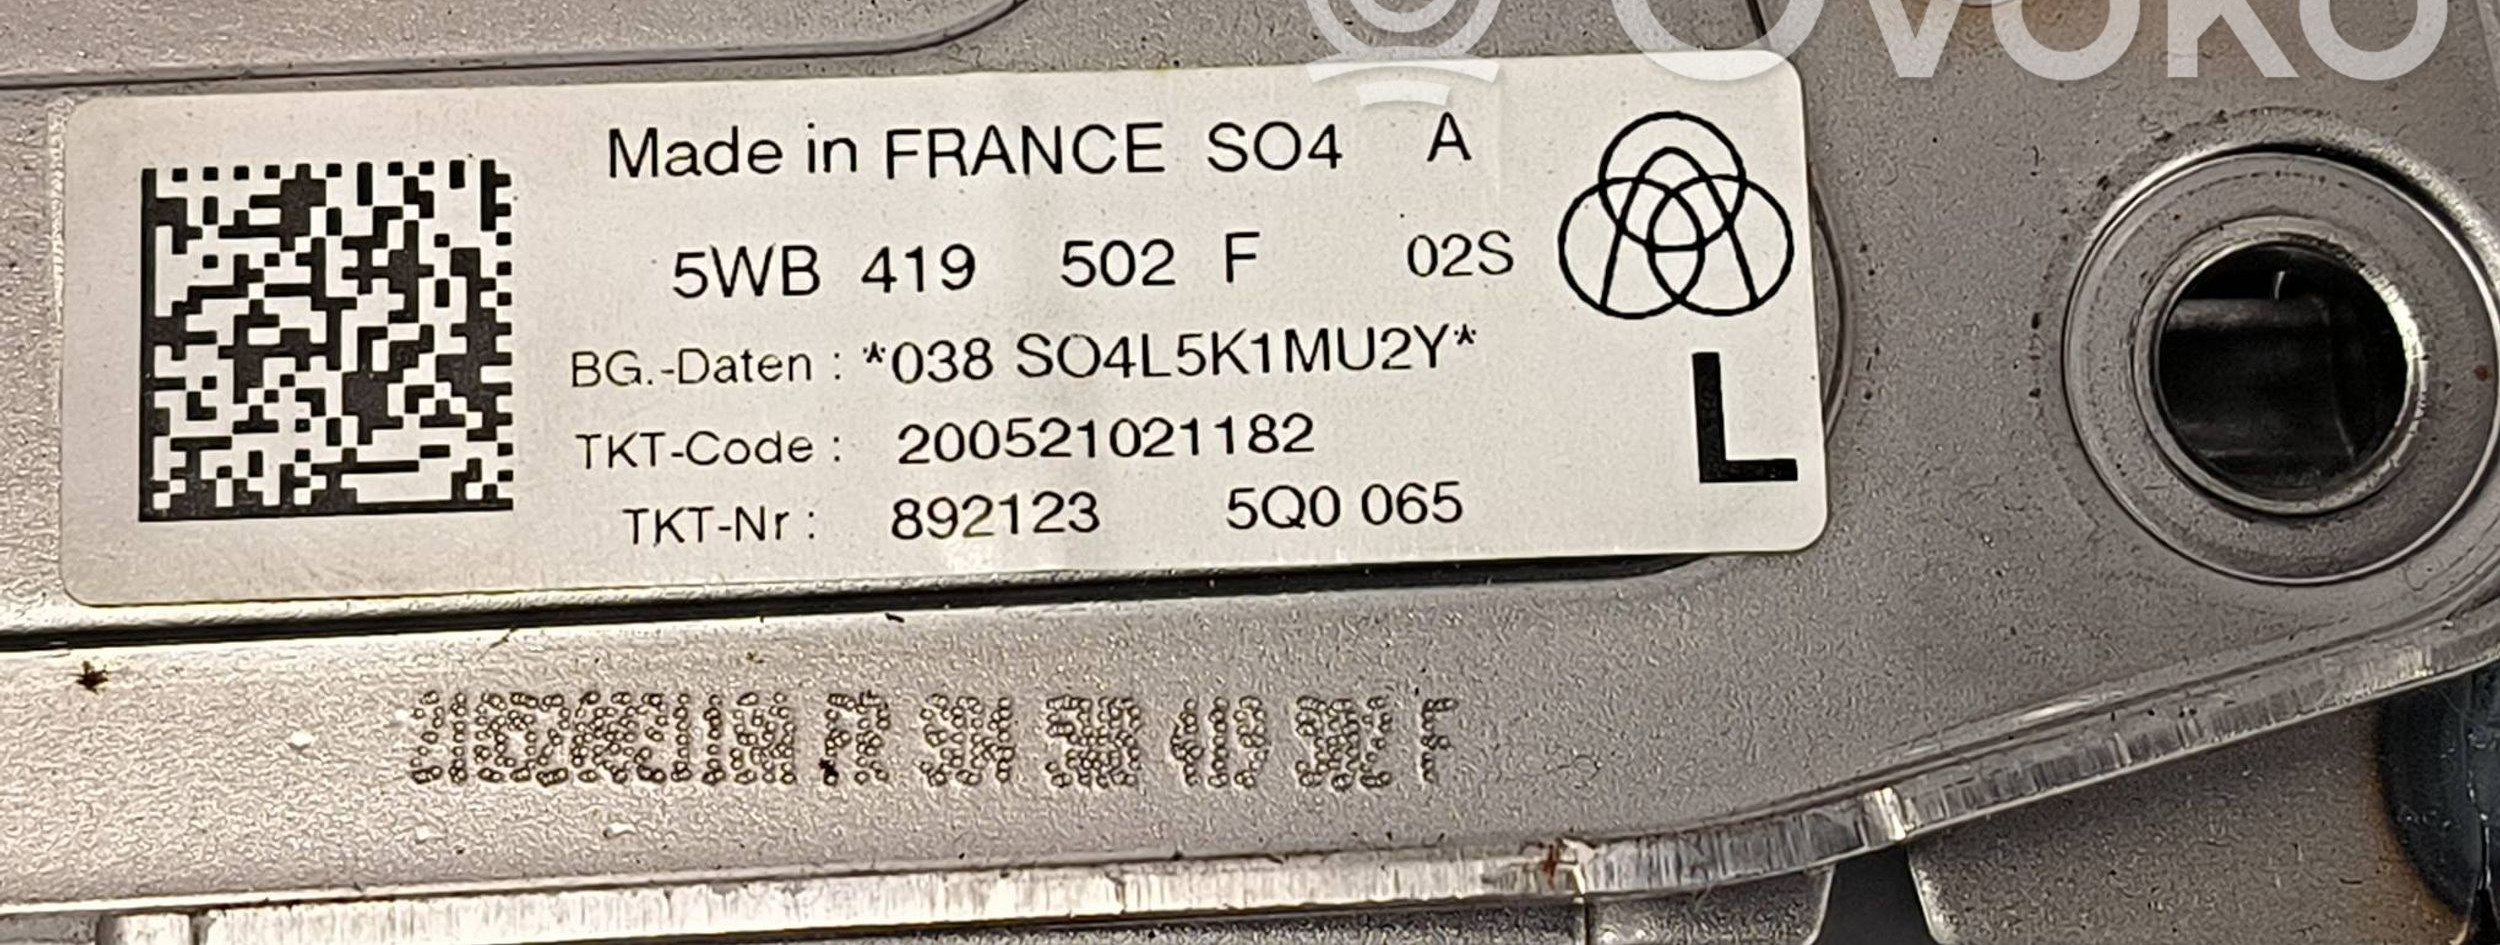 OVOKO
Made in FRANCE SO4 A
5WB 419 502 F 02S
BG.-Daten : *038 SO4L5K1MU2Y*
TKT-Code : 200521021182
TKT-Nr : 892123 5Q0 065
L